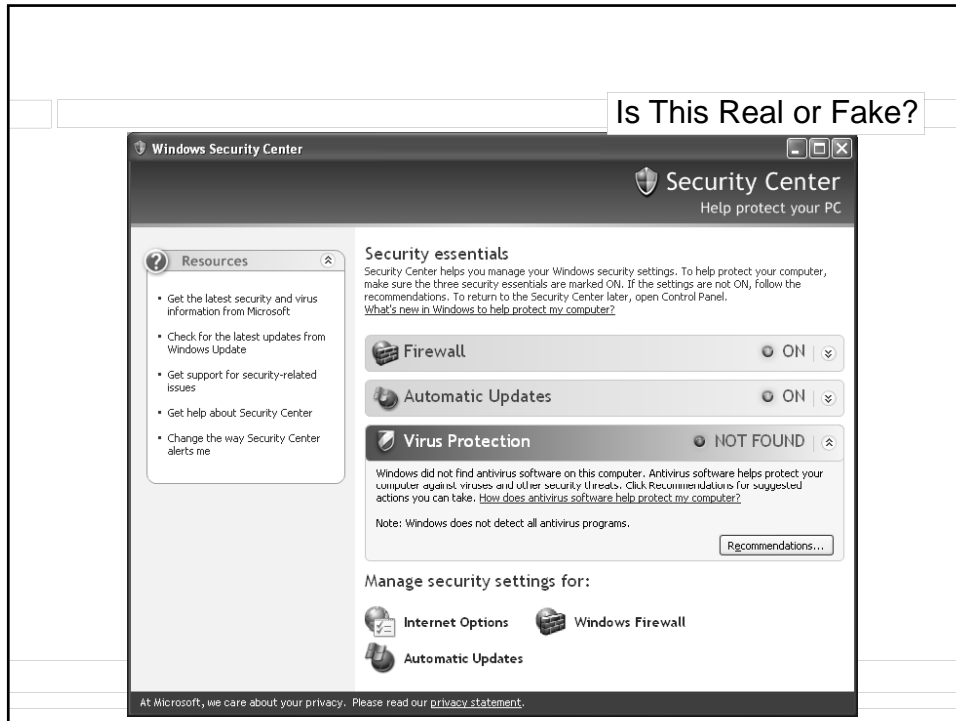 Is This Real or Fake?
Windows Security Center
Security Center
Help protect your PC
Resources
• Get the latest security and virus
information from Microsoft
• Check for the latest updates from
Windows Update
• Get support for security-related
issues
• Get help about Security Center
• Change the way Security Center
alerts me
Security essentials
Security Center helps you manage your Windows security settings. To help protect your computer,
make sure the three security essentials are marked ON. If the settings are not ON, follow the
recommendations. To return to the Security Center later, open Control Panel.
What's new in Windows to help protect my computer?
Firewall ON
Automatic Updates ON
Virus Protection NOT FOUND
Windows did not find antivirus software on this computer. Antivirus software helps protect your
computer against viruses and other security threats. Click Recommendations for suggested
actions you can take. How does antivirus software help protect my computer?
Note: Windows does not detect all antivirus programs.
Recommendations...
Manage security settings for:
Internet Options Windows Firewall
Automatic Updates
At Microsoft, we care about your privacy. Please read our privacy statement.